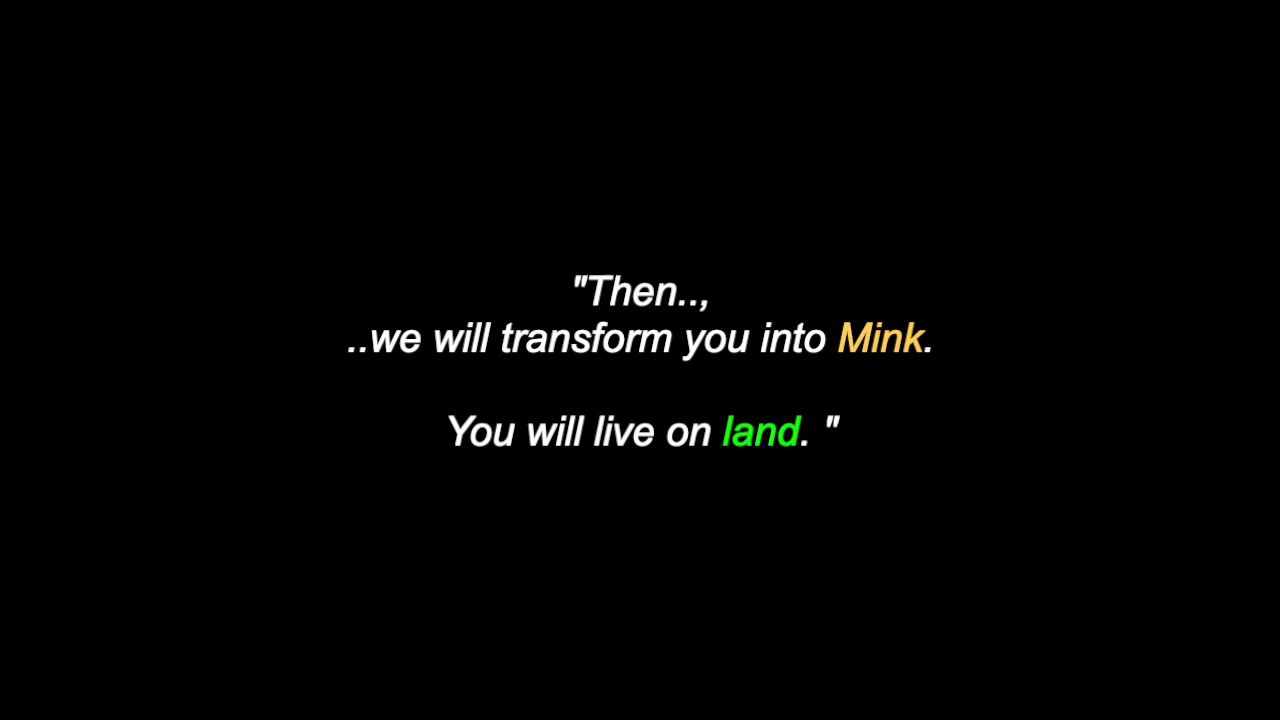 "Then..,
..we will transform you into Mink.
You will live on land. "